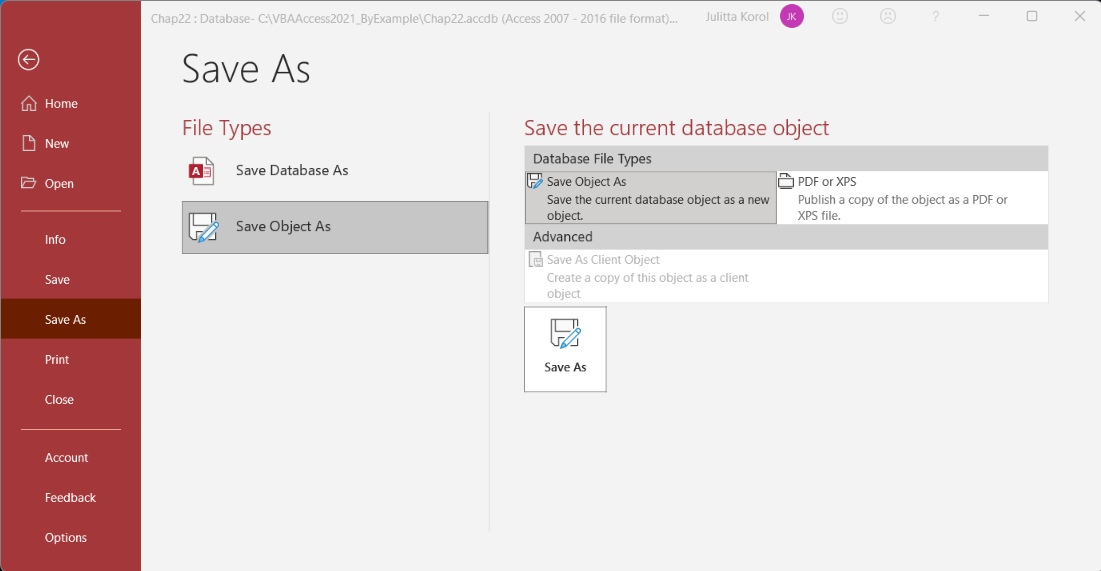 Chap22 : Database- C:\VBAAccess2021_ByExample\Chap22.accdb (Access 2007 - 2016 file format)...
Julitta Korol
JK
?
Home
New
Open
Info
Save
Save As
Print
Close
Account
Feedback
Options
Save As
File Types
A
Save Database As
Save Object As
Save the current database object
Database File Types
Save Object As
Save the current database object as a new
object.
PDF or XPS
Publish a copy of the object as a PDF or
XPS file.
Advanced
Save As Client Object
Create a copy of this object as a client
object
Save As